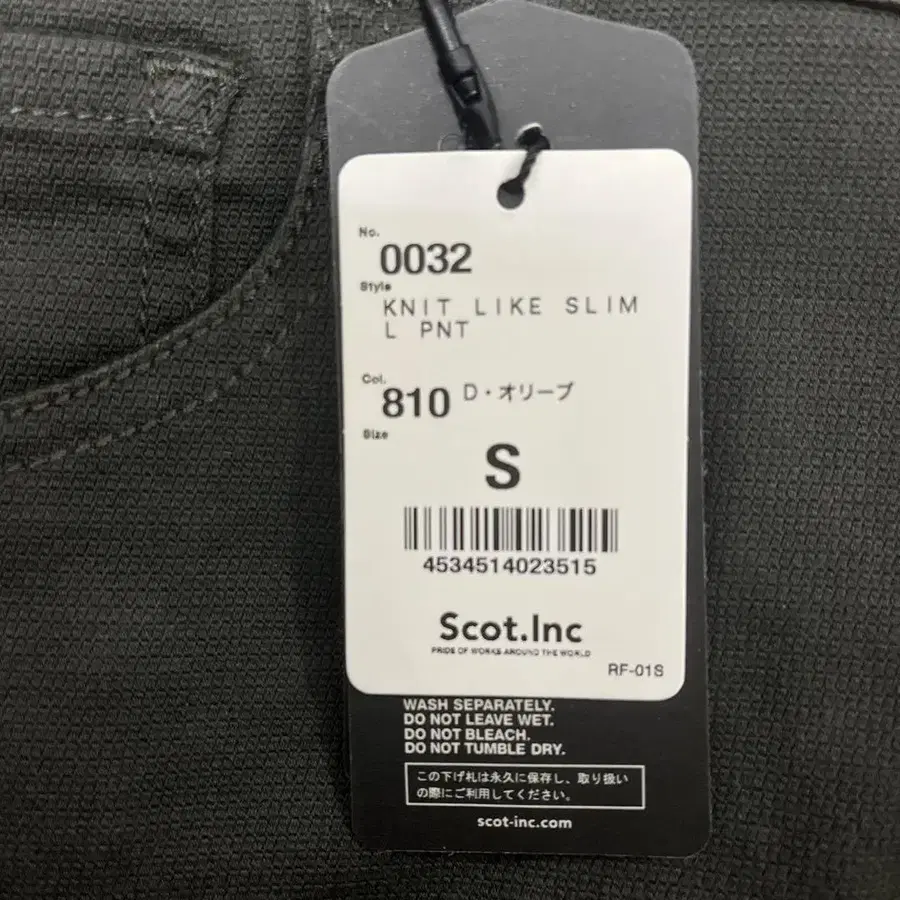 No.
0032
Style
KNIT LIKE SLIM
L PNT
Col.
810 D・オリーブ
Size
S
4534514023515
Scot.Inc
PRIDE OF WORKS AROUND THE WORLD
RF-01S
WASH SEPARATELY.
DO NOT LEAVE WET.
DO NOT BLEACH.
DO NOT TUMBLE DRY.
この下げ札は永久に保存し、取り扱い
の際にご利用してください。
scot-inc.com